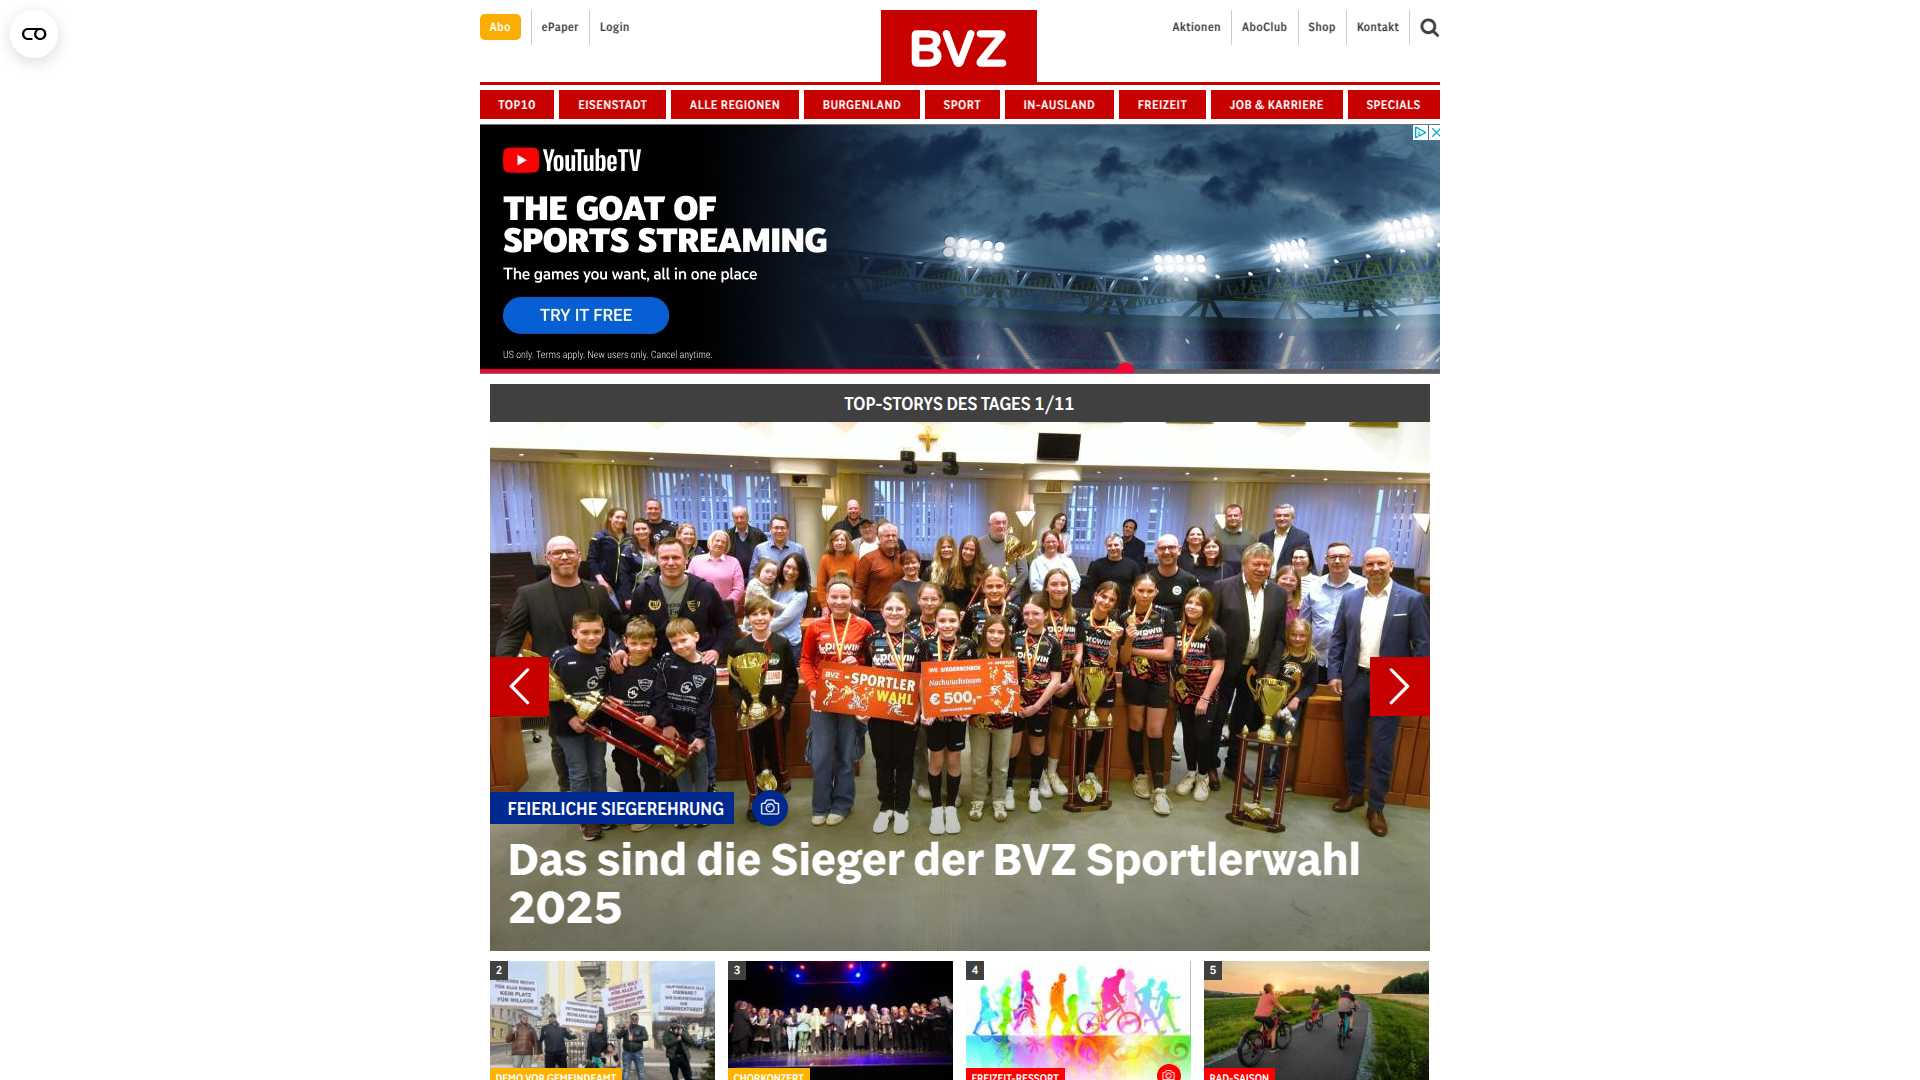 Abo
ePaper
Login
BVZ
Aktionen
AboClub
Shop
Kontakt
TOP10
EISENSTADT
ALLE REGIONEN
BURGENLAND
SPORT
IN-AUSLAND
FREIZEIT
JOB & KARRIERE
SPECIALS
YouTubeTV
THE GOAT OF
SPORTS STREAMING
The games you want, all in one place
TRY IT FREE
US only. Terms apply. New users only. Cancel anytime.
TOP-STORYS DES TAGES 1/11
BVZ -SPORTLER
WAHL
BVZ SIEGERSCHECK
Nachwuchsteam
€ 500,-
FEIERLICHE SIEGEREHRUNG
Das sind die Sieger der BVZ Sportlerwahl
2025
2
3
4
5
DEMO VOR GEMEINDEAMT
CHORKONZERT
FREIZEIT-RESSORT
RAD-SAISON